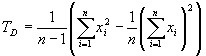 T_D = \frac{1}{n-1}\left(\sum_{i=1}^{n} x_i^2 - \frac{1}{n}\left(\sum_{i=1}^{n} x_i\right)^2\right)